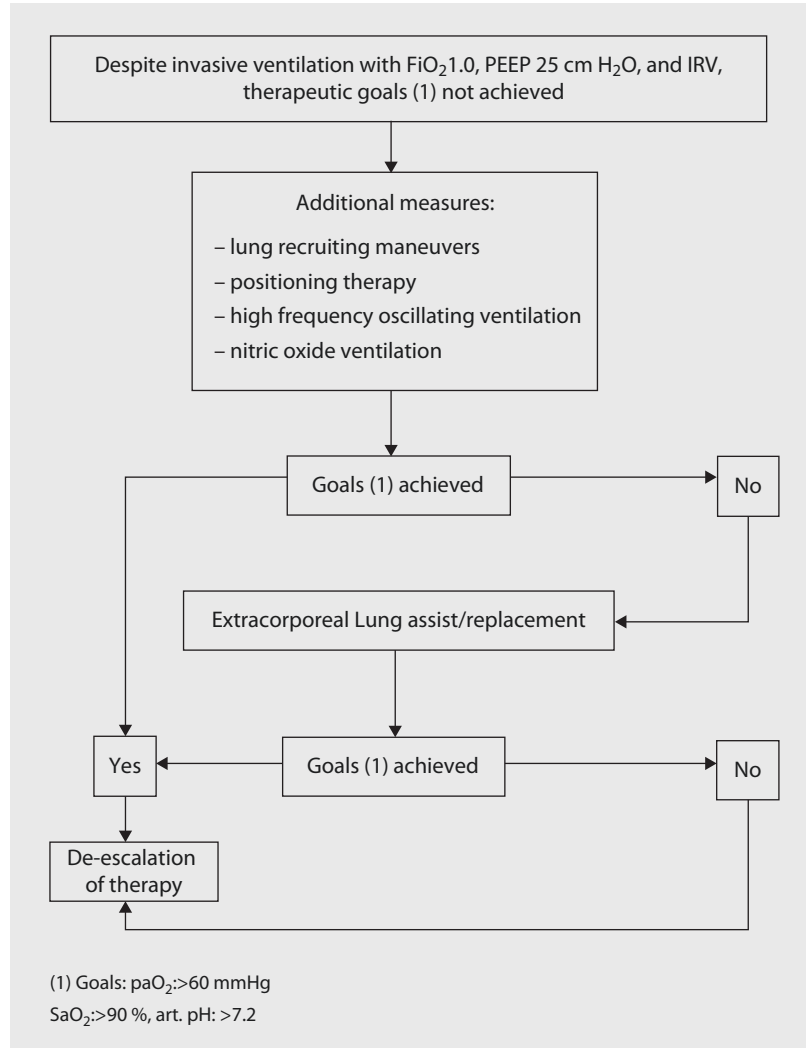 Despite invasive ventilation with FiO₂1.0, PEEP 25 cm H₂O, and IRV,
therapeutic goals (1) not achieved
Additional measures:
– lung recruiting maneuvers
– positioning therapy
– high frequency oscillating ventilation
– nitric oxide ventilation
Goals (1) achieved
No
Extracorporeal Lung assist/replacement
Yes
Goals (1) achieved
No
De-escalation
of therapy
(1) Goals: paO₂:>60 mmHg
SaO₂:>90 %, art. pH: >7.2